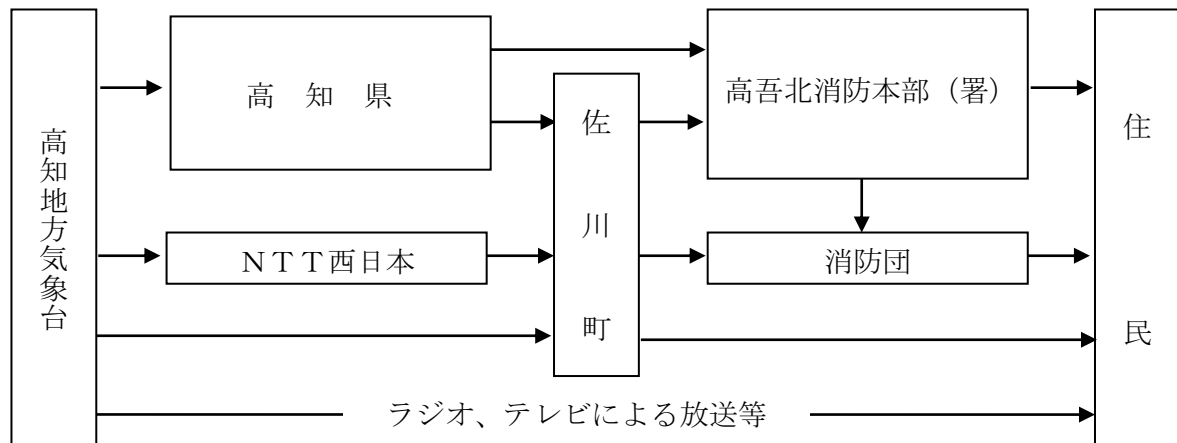 高知地方気象台
高　知　県
ＮＴＴ西日本
佐川町
高吾北消防本部（署）
消防団
住民
ラジオ、テレビによる放送等